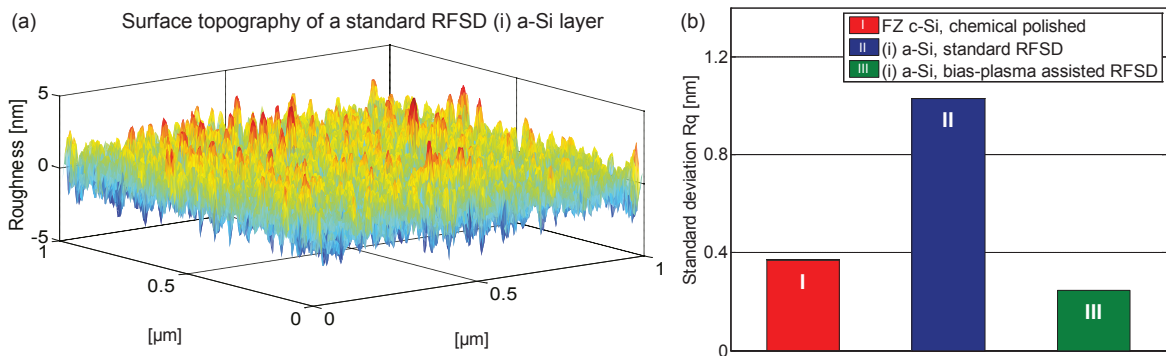 (a) Surface topography of a standard RFSD (i) a-Si layer
Roughness [nm]
5
0
-5
1
0.5
0
[µm]
0
0.5
1
[µm]
(b)
Standard deviation Rq [nm]
1.2
0.8
0.4
0
I FZ c-Si, chemical polished
II (i) a-Si, standard RFSD
III (i) a-Si, bias-plasma assisted RFSD
I
II
III